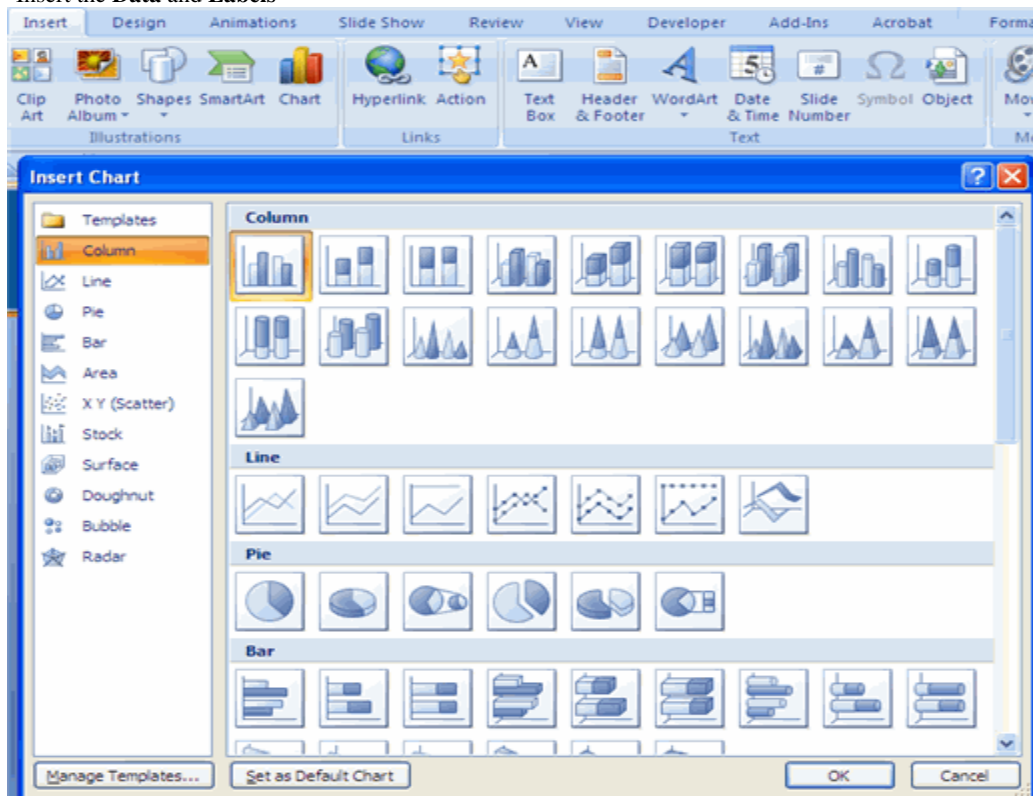 Insert the Data and Labels
Insert Design Animations Slide Show Review View Developer Add-Ins Acrobat Forma
Clip Art Photo Album Shapes SmartArt Chart Hyperlink Action Text Box Header & Footer WordArt Date & Time Slide Number Symbol Object Mov
Illustrations Links Text M
Insert Chart
Templates
Column
Line
Pie
Bar
Area
X Y (Scatter)
Stock
Surface
Doughnut
Bubble
Radar
Column
Line
Pie
Bar
Manage Templates... Set as Default Chart OK Cancel